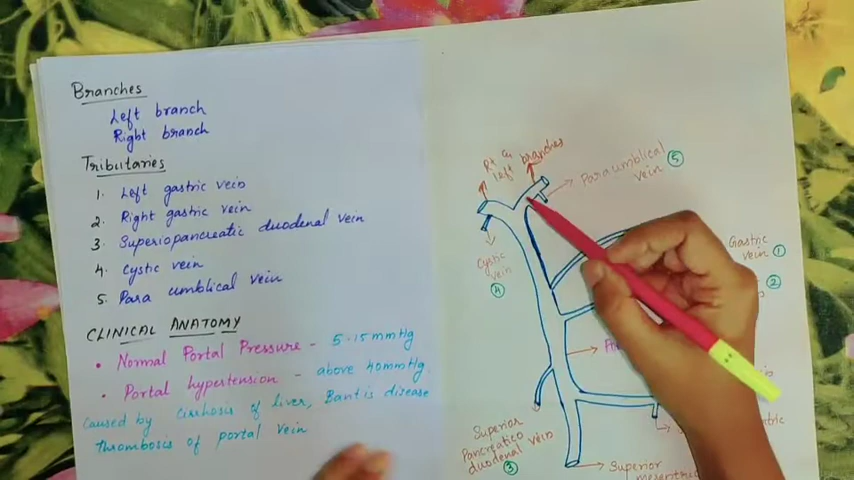 Branches
Left branch
Right branch
Tributaries
1. Left gastric vein
2. Right gastric vein
3. Superiopancreatic duodenal vein
4. Cystic vein
5. Para umbilical vein
CLINICAL ANATOMY
• Normal Portal Pressure - 5-15 mmHg
• Portal hypertension - above 40mmHg.
Caused by cirrhosis of liver, Banti's disease
Thrombosis of portal vein
Rt &
left branches
Paraumblical
vein 5
Cystic
vein
4
Gastric
vein 1
2
Superior
Pancreatico
duodenal vein
3
Superior